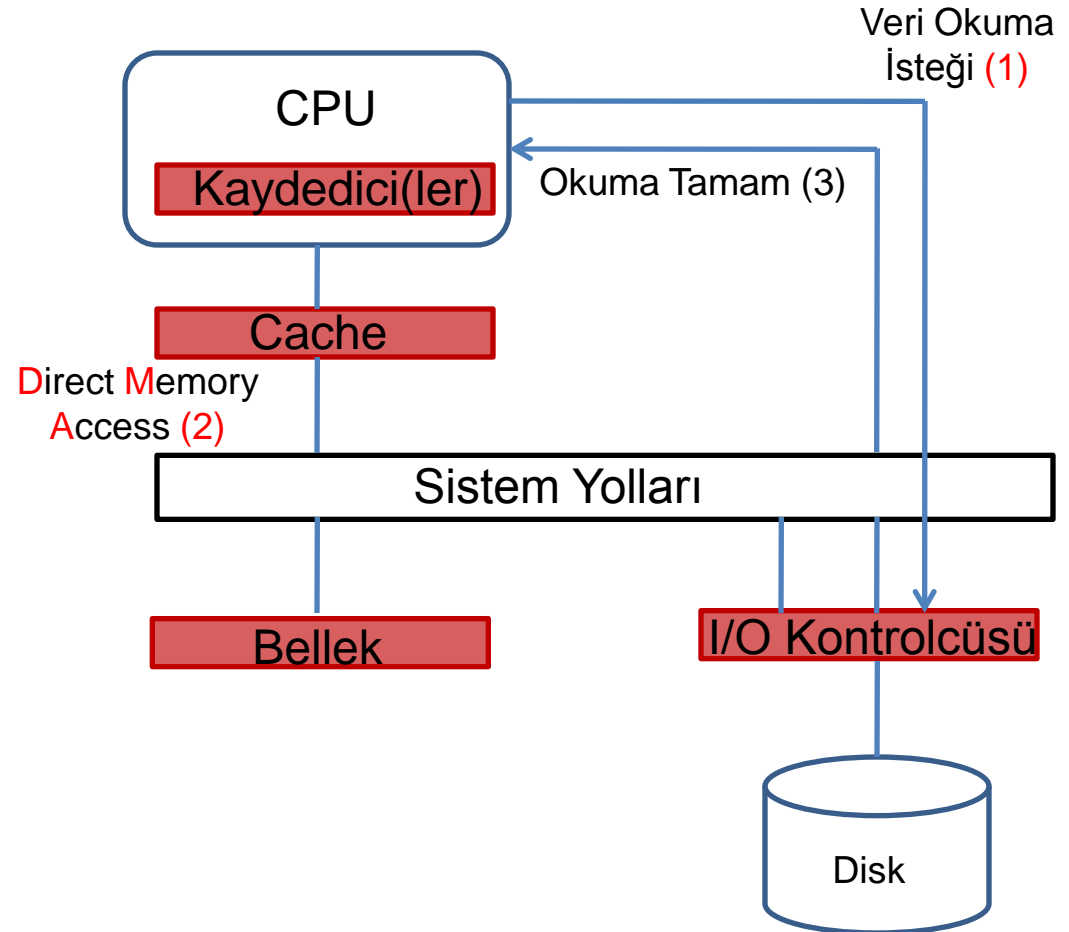 Veri Okuma
İsteği (1)
CPU
Kaydedici(ler)
Okuma Tamam (3)
Cache
Direct Memory
Access (2)
Sistem Yolları
Bellek
I/O Kontrolcüsü
Disk